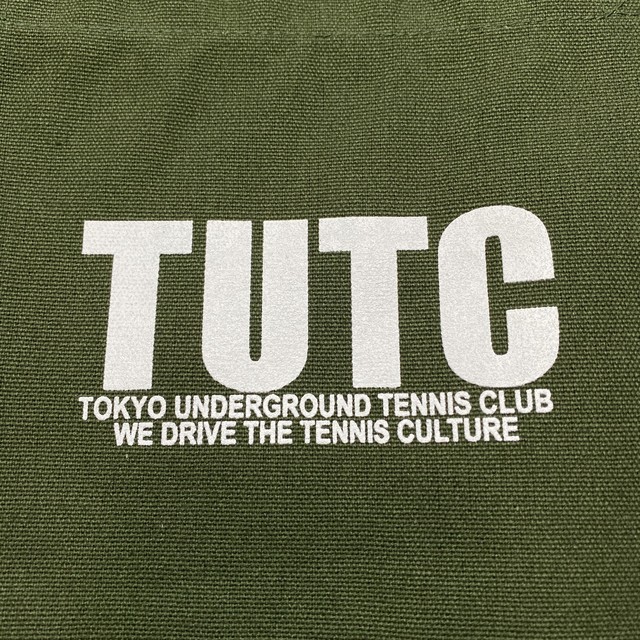 TUTC
TOKYO UNDERGROUND TENNIS CLUB
WE DRIVE THE TENNIS CULTURE